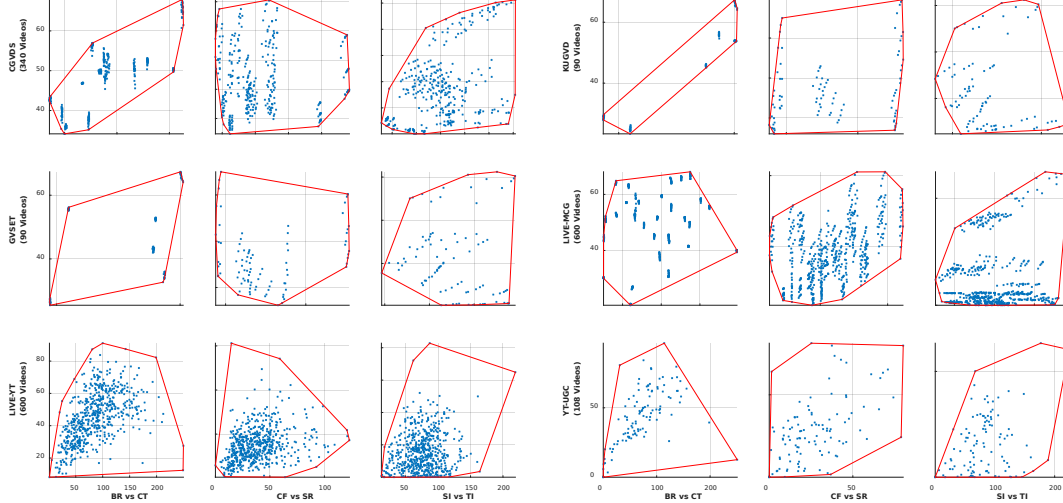 CGVDS
(340 Videos)
60
50
40
KUGVD
(90 Videos)
60
40
GVSET
(90 Videos)
60
40
LIVE-MCG
(600 Videos)
60
40
LIVE-YT
(600 Videos)
80
60
40
20
50 100 150 200
BR vs CT
0 50 100
CF vs SR
0 50 100 150 200
SI vs TI
YT-UGC
(108 Videos)
50
0
0 100 200
BR vs CT
0 50
CF vs SR
0 100 200
SI vs TI